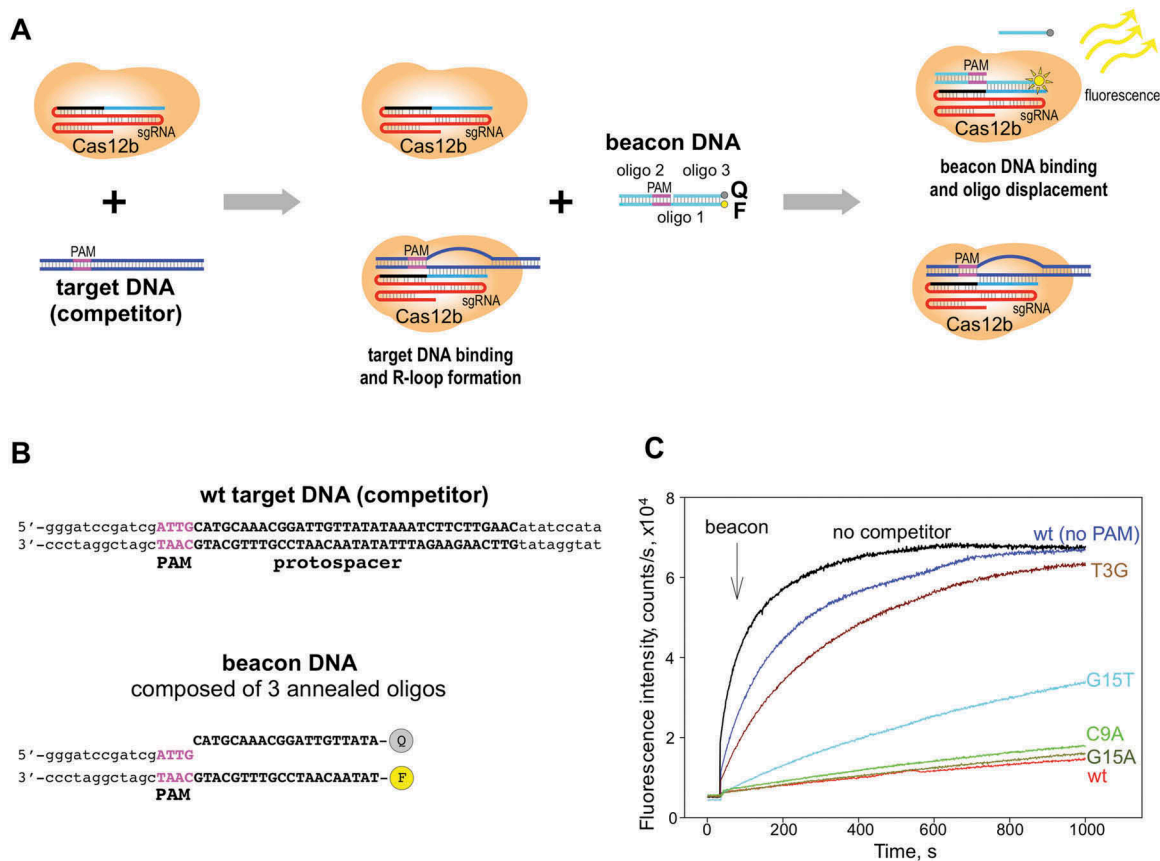 A
PAM
sgRNA
Cas12b
+
PAM
target DNA
(competitor)
sgRNA
Cas12b
PAM
sgRNA
Cas12b
target DNA binding
and R-loop formation
+
beacon DNA
oligo 2 oligo 3
PAM
Q
F
oligo 1
PAM
sgRNA
Cas12b
fluorescence
beacon DNA binding
and oligo displacement
PAM
sgRNA
Cas12b
B
wt target DNA (competitor)
5’-gggatccgatcgATTGCATGCAAACGGATTGTTATATAAATCTTCTTGAACatatccata
3’-ccctaggctagcTAACGTACGTTTGCCTAACAATATATTTAGAAGAACTTGtataggtat
PAM protospacer
beacon DNA
composed of 3 annealed oligos
CATGCAAACGGATTGTTATA- Q
5’-gggatccgatcgATTG
3’-ccctaggctagcTAACGTACGTTTGCCTAACAATAT- F
PAM
C
Fluorescence intensity, counts/s, x10⁴
8
6
4
2
0
beacon
no competitor
wt (no PAM)
T3G
G15T
C9A
G15A
wt
0 200 400 600 800 1000
Time, s